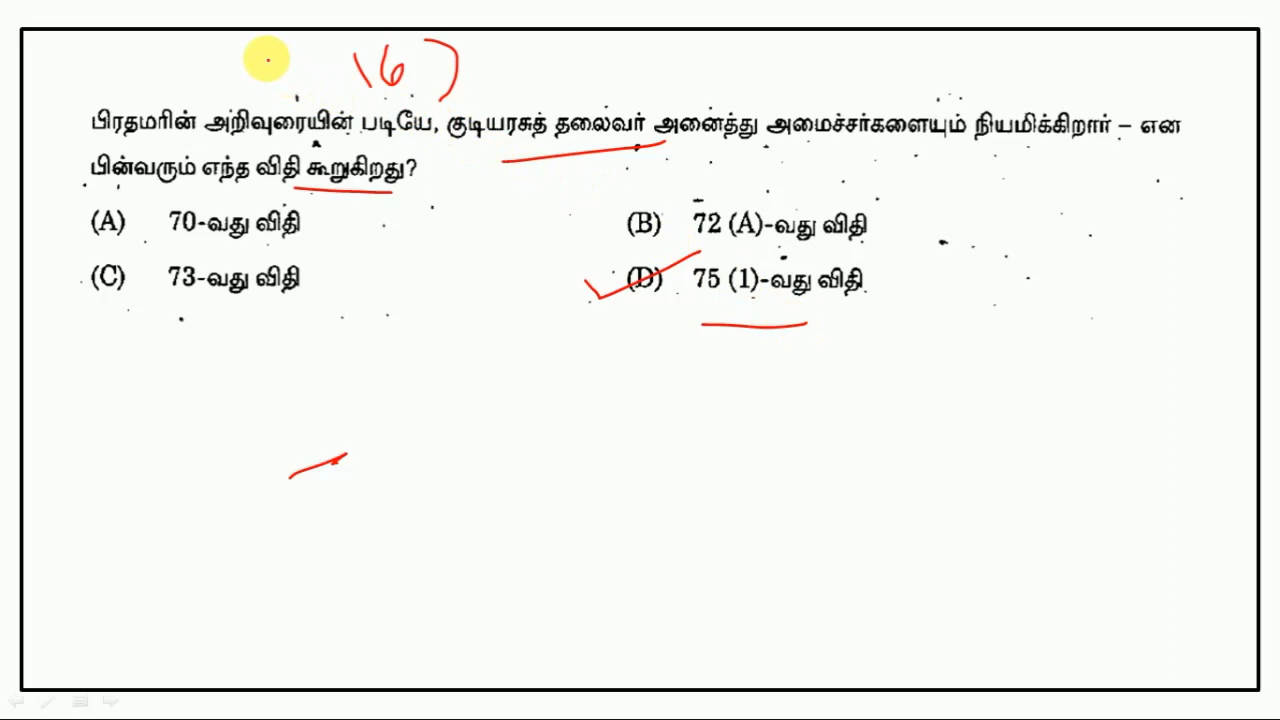 16)
பிரதமரின் அறிவுரையின் படியே, குடியரசுத் தலைவர் அனைத்து அமைச்சர்களையும் நியமிக்கிறார் – என
பின்வரும் எந்த விதி கூறுகிறது?
(A) 70-வது விதி (B) 72 (A)-வது விதி
(C) 73-வது விதி (D) 75 (1)-வது விதி